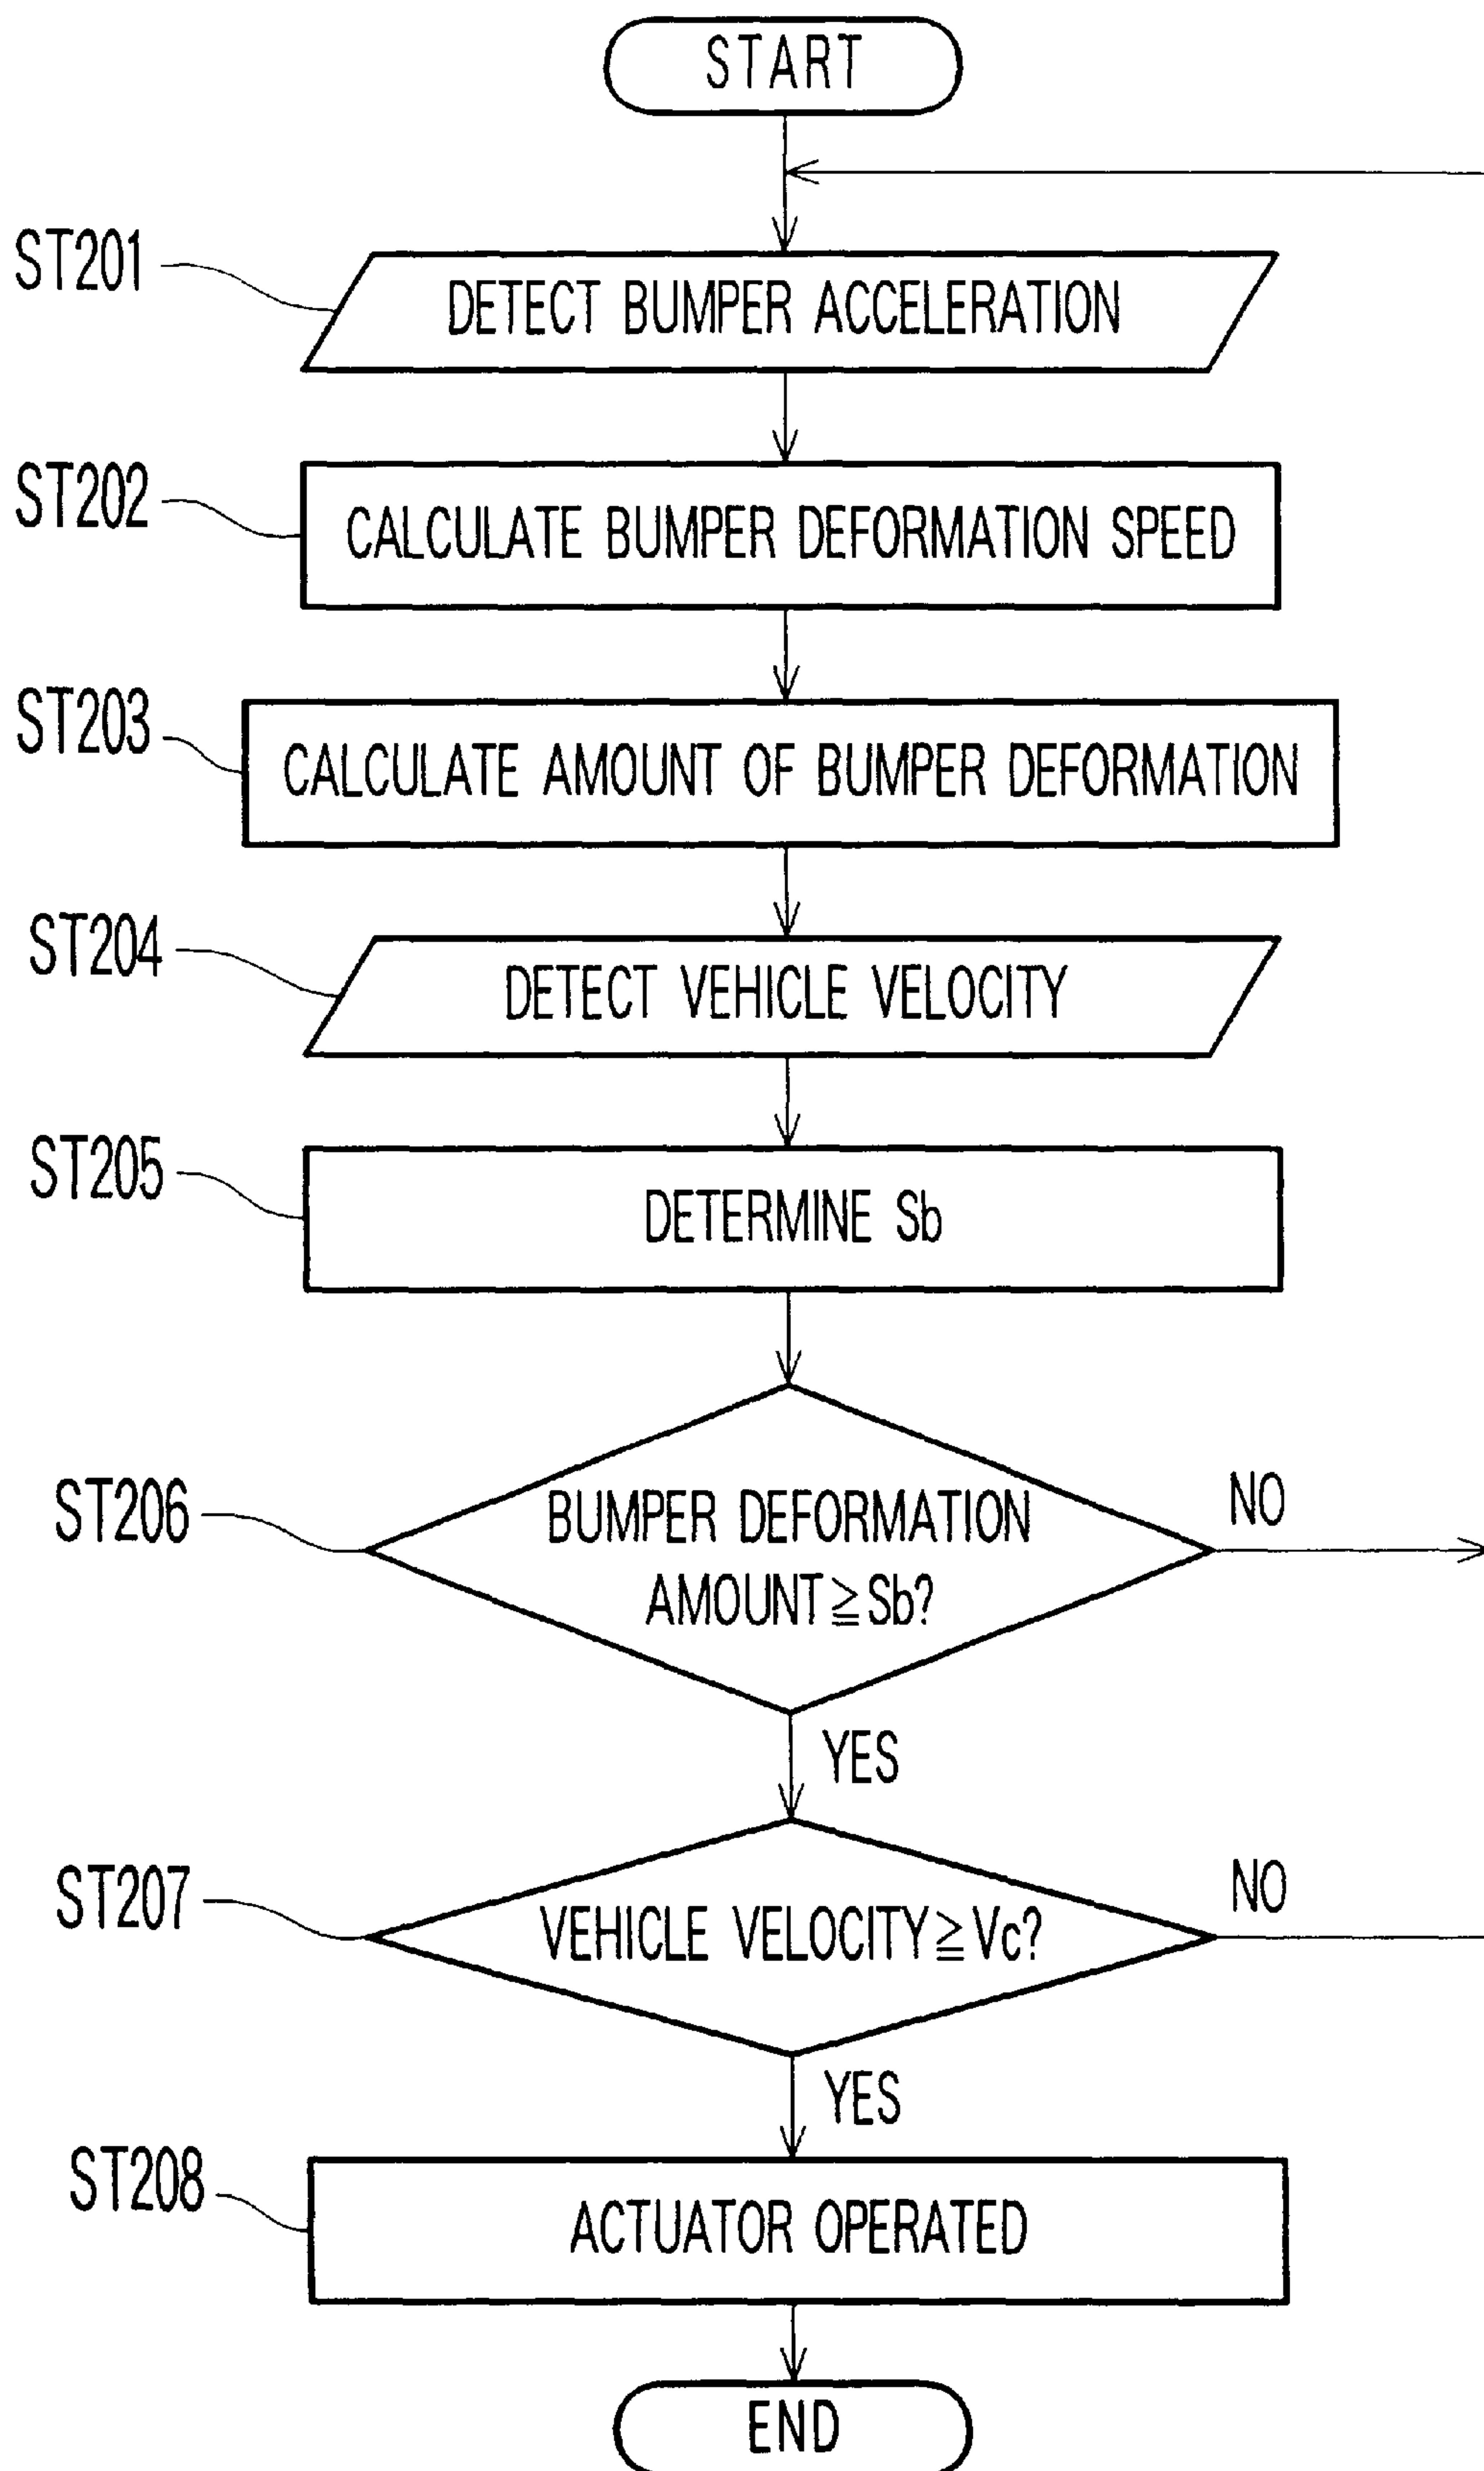 START
ST201
DETECT BUMPER ACCELERATION
ST202
CALCULATE BUMPER DEFORMATION SPEED
ST203
CALCULATE AMOUNT OF BUMPER DEFORMATION
ST204
DETECT VEHICLE VELOCITY
ST205
DETERMINE Sb
ST206
BUMPER DEFORMATION
AMOUNT≧Sb?
NO
YES
ST207
VEHICLE VELOCITY≧Vc?
NO
YES
ST208
ACTUATOR OPERATED
END